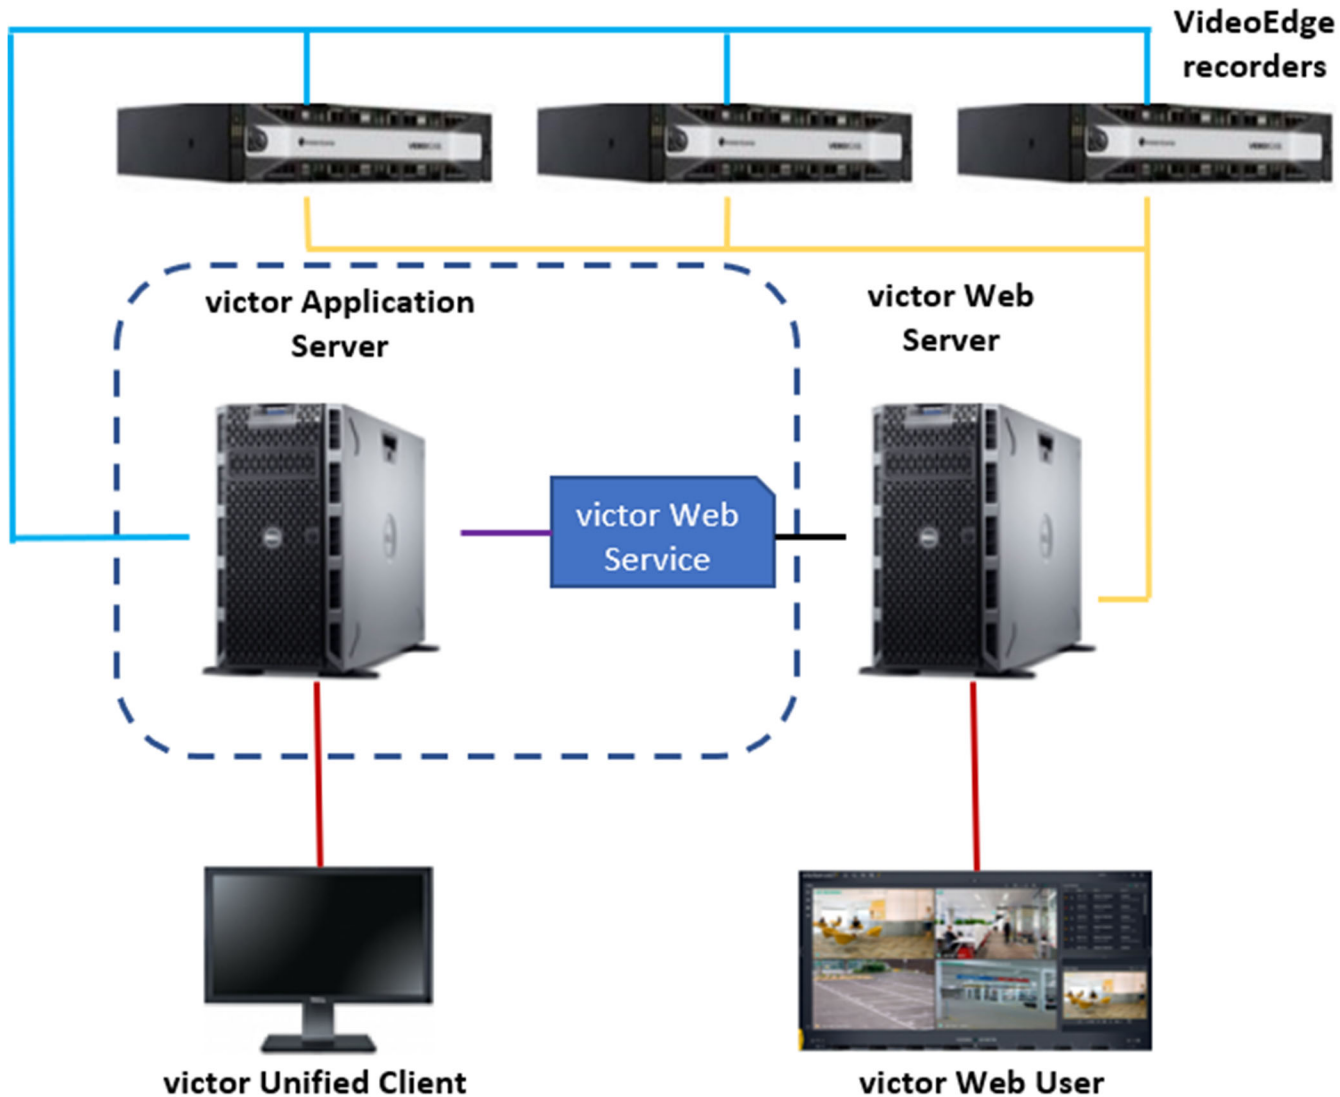 VideoEdge
recorders
victor Application
Server
victor Web
Server
victor Web
Service
victor Unified Client
victor Web User